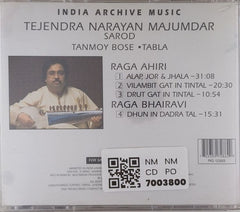 INDIA ARCHIVE MUSIC
TEJENDRA NARAYAN MAJUMDAR
SAROD
TANMOY BOSE • TABLA
RAGA AHIRI
1 ALAP, JOR & JHALA–31:08
2 VILAMBIT GAT IN TINTAL –20:30
3 DRUT GAT IN TINTAL –10:54
RAGA BHAIRAVI
4 DHUN IN DADRA TAL –15:31
FOR
NM NM
CD PO
7003800